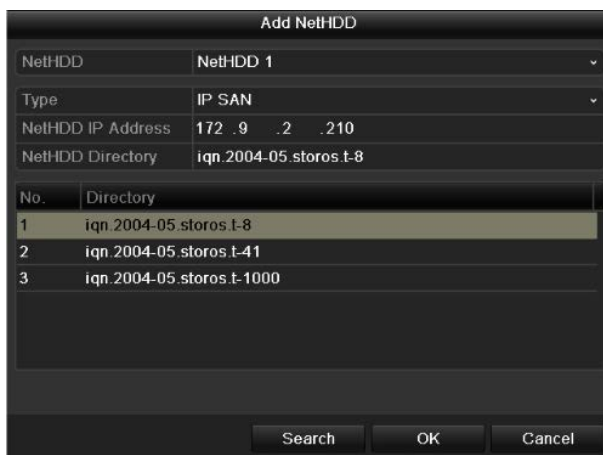 Add NetHDD
NetHDD NetHDD 1
Type IP SAN
NetHDD IP Address 172 .9 .2 .210
NetHDD Directory iqn.2004-05.storos.t-8
No. Directory
1 iqn.2004-05.storos.t-8
2 iqn.2004-05.storos.t-41
3 iqn.2004-05.storos.t-1000
Search OK Cancel